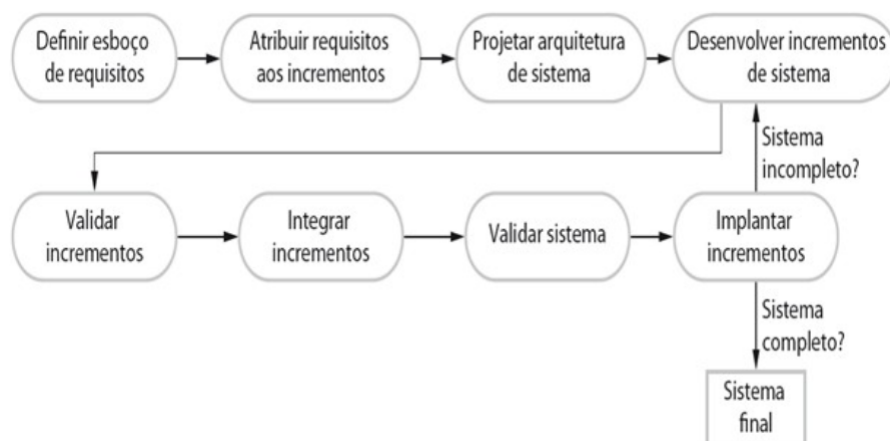 Definir esboço
de requisitos
Atribuir requisitos
aos incrementos
Projetar arquitetura
de sistema
Desenvolver incrementos
de sistema
Sistema
incompleto?
Validar
incrementos
Integrar
incrementos
Validar sistema
Implantar
incrementos
Sistema
completo?
Sistema
final